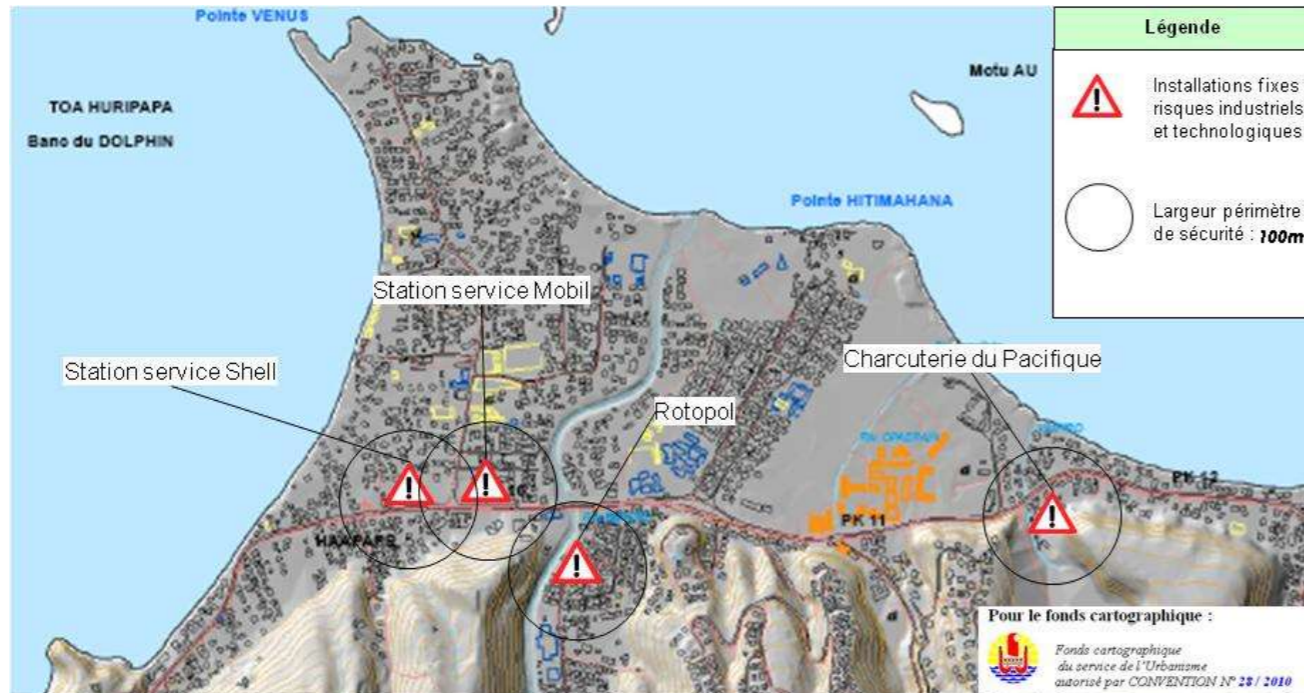 Pointe VENUS
Légende
Motu AU
Installations fixes
risques industriels
et technologiques
TOA HURIPAPA
Banc du DOLPHIN
Pointe HITIMAHANA
Largeur périmètre
de sécurité : 100m
Station service Mobil
Charcuterie du Pacifique
Station service Shell
Rotopol
PK 12
PK 11
Pour le fonds cartographique :
Fonds cartographique
du service de l'Urbanisme
autorisé par CONVENTION N° 28 / 2010